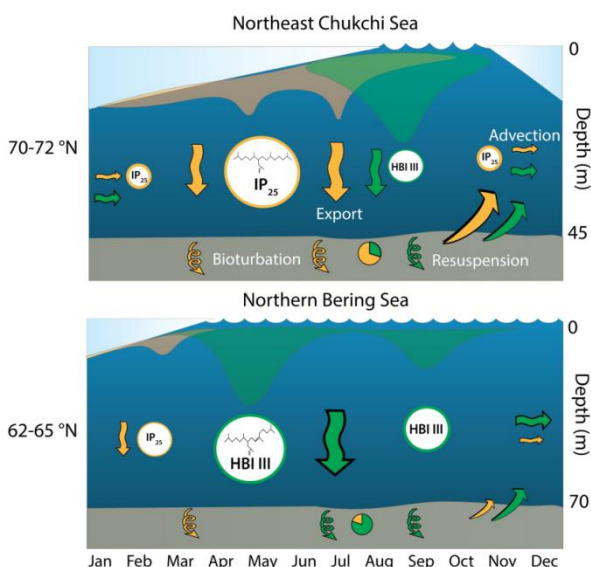 Northeast Chukchi Sea
0
70-72 °N
Advection
IP25
IP25
HBI III
IP25
Export
Depth (m)
45
Bioturbation
Resuspension
Northern Bering Sea
0
62-65 °N
IP25
HBI III
HBI III
Depth (m)
70
Jan Feb Mar Apr May Jun Jul Aug Sep Oct Nov Dec